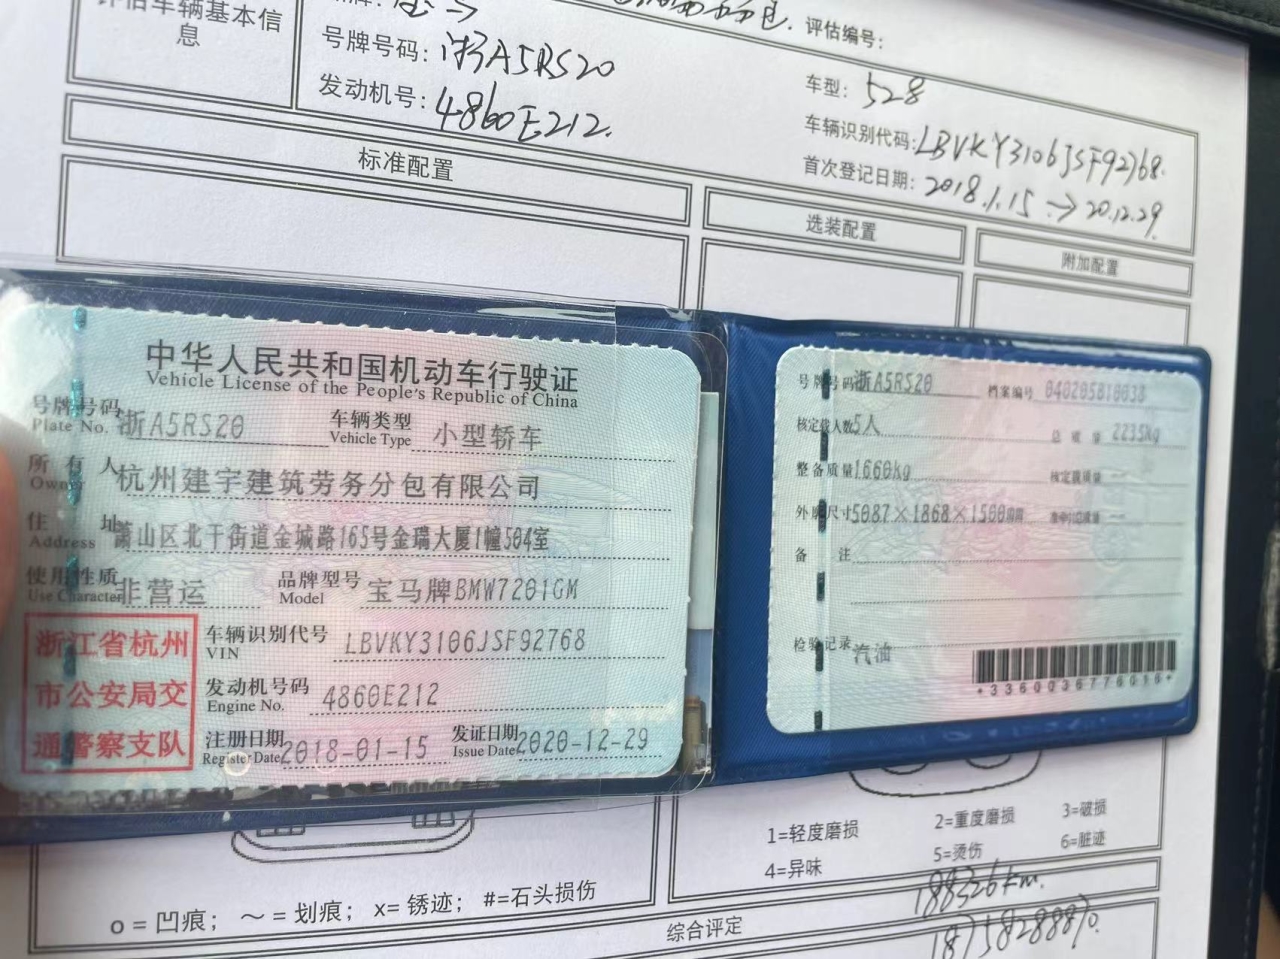 评估车辆基本信息
评估编号：
号牌号码：浙A5RS20
车型：528
发动机号：4860E212.
车辆识别代码：LBVKY3106JSF92768.
首次登记日期：2018.1.15 → 20.12.29.
标准配置
选装配置
附加配置
中华人民共和国机动车行驶证
Vehicle License of the People's Republic of China
号牌号码 浙A5RS20 车辆类型 小型轿车
Plate No. Vehicle Type
所有人 杭州建宇建筑劳务分包有限公司
Owner
住址 萧山区北干街道金城路165号金瑞大厦1幢504室
Address
使用性质 非营运 品牌型号 宝马牌BMW7201GM
Use Character Model
浙江省杭州
市公安局交
通警察支队
车辆识别代号 LBVKY3106JSF92768
VIN
发动机号码 4860E212
Engine No.
注册日期 2018-01-15 发证日期 2020-12-29
Register Date Issue Date
号牌号码 浙A5RS20 档案编号
核定载人数 5人 总质量 2235kg
整备质量 1660kg 核定载质量 --
外廓尺寸 5087×1868×1500mm 准牵引总质量 --
备注
检验记录 汽油
1=轻度磨损 2=重度磨损 3=破损
4=异味 5=烫伤 6=脏迹
o = 凹痕； ～ = 划痕； x= 锈迹； #=石头损伤
188326km.
综合评定